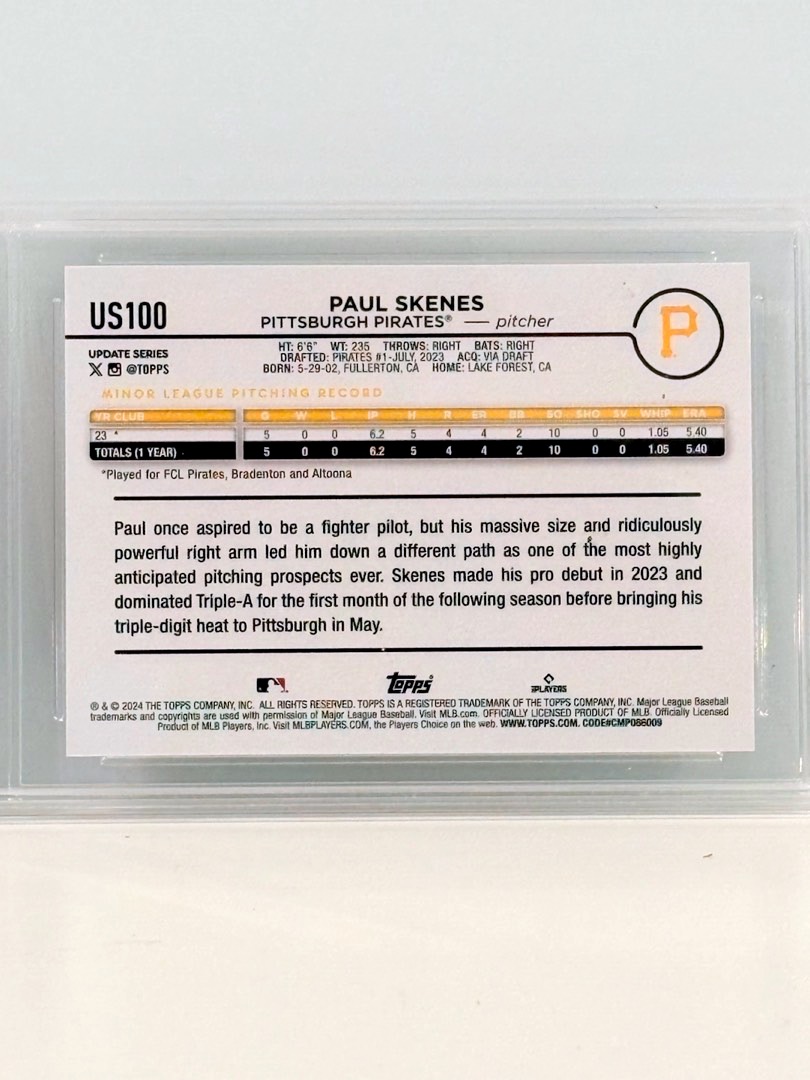 US100
PAUL SKENES
PITTSBURGH PIRATES® — pitcher
P
UPDATE SERIES
X @TOPPS
HT: 6'6" WT: 235 THROWS: RIGHT BATS: RIGHT
DRAFTED: PIRATES #1-JULY, 2023 ACQ: VIA DRAFT
BORN: 5-29-02, FULLERTON, CA HOME: LAKE FOREST, CA
MINOR LEAGUE PITCHING RECORD
YR CLUB G W L IP H R ER BB SO SHO SV WHIP ERA
23 * 5 0 0 6.2 5 4 4 2 10 0 0 1.05 5.40
TOTALS (1 YEAR) 5 0 0 6.2 5 4 4 2 10 0 0 1.05 5.40
*Played for FCL Pirates, Bradenton and Altoona
Paul once aspired to be a fighter pilot, but his massive size and ridiculously
powerful right arm led him down a different path as one of the most highly
anticipated pitching prospects ever. Skenes made his pro debut in 2023 and
dominated Triple-A for the first month of the following season before bringing his
triple-digit heat to Pittsburgh in May.
Topps® PLAYERS
® & © 2024 THE TOPPS COMPANY, INC. ALL RIGHTS RESERVED. TOPPS IS A REGISTERED TRADEMARK OF THE TOPPS COMPANY, INC. Major League Baseball
trademarks and copyrights are used with permission of Major League Baseball. Visit MLB.com. OFFICIALLY LICENSED PRODUCT OF MLB. Officially Licensed
Product of MLB Players, Inc. Visit MLBPLAYERS.COM, the Players Choice on the web. WWW.TOPPS.COM. CODE#CMP086009